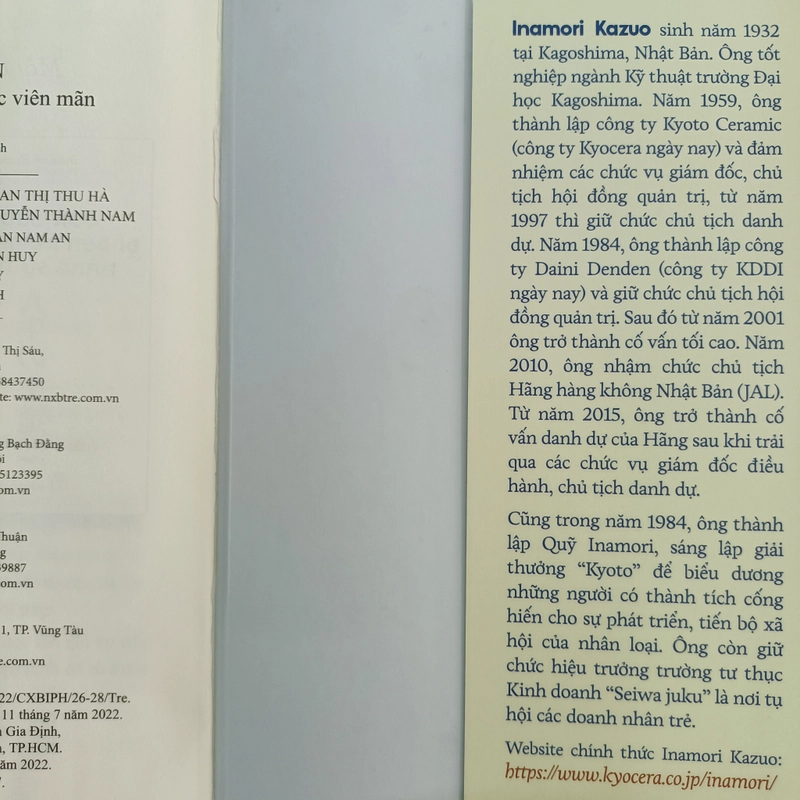 c viên mãn
AN THỊ THU HÀ
UYỄN THÀNH NAM
AN NAM AN
N HUY
Thị Sáu,
8437450
te: www.nxbtre.com.vn
g Bạch Đằng
5123395
om.vn
huận
ng
59887
om.vn
1, TP. Vũng Tàu
re.com.vn
22/CXBIPH/26-28/Tre.
11 tháng 7 năm 2022.
n Gia Định,
h, TP.HCM.
năm 2022.
Inamori Kazuo sinh năm 1932
tại Kagoshima, Nhật Bản. Ông tốt
nghiệp ngành Kỹ thuật trường Đại
học Kagoshima. Năm 1959, ông
thành lập công ty Kyoto Ceramic
(công ty Kyocera ngày nay) và đảm
nhiệm các chức vụ giám đốc, chủ
tịch hội đồng quản trị, từ năm
1997 thì giữ chức chủ tịch danh
dự. Năm 1984, ông thành lập công
ty Daini Denden (công ty KDDI
ngày nay) và giữ chức chủ tịch hội
đồng quản trị. Sau đó từ năm 2001
ông trở thành cố vấn tối cao. Năm
2010, ông nhậm chức chủ tịch
Hãng hàng không Nhật Bản (JAL).
Từ năm 2015, ông trở thành cố
vấn danh dự của Hãng sau khi trải
qua các chức vụ giám đốc điều
hành, chủ tịch danh dự.
Cũng trong năm 1984, ông thành
lập Quỹ Inamori, sáng lập giải
thưởng “Kyoto” để biểu dương
những người có thành tích cống
hiến cho sự phát triển, tiến bộ xã
hội của nhân loại. Ông còn giữ
chức hiệu trưởng trường tư thục
Kinh doanh “Seiwa juku” là nơi tụ
hội các doanh nhân trẻ.
Website chính thức Inamori Kazuo:
https://www.kyocera.co.jp/inamori/